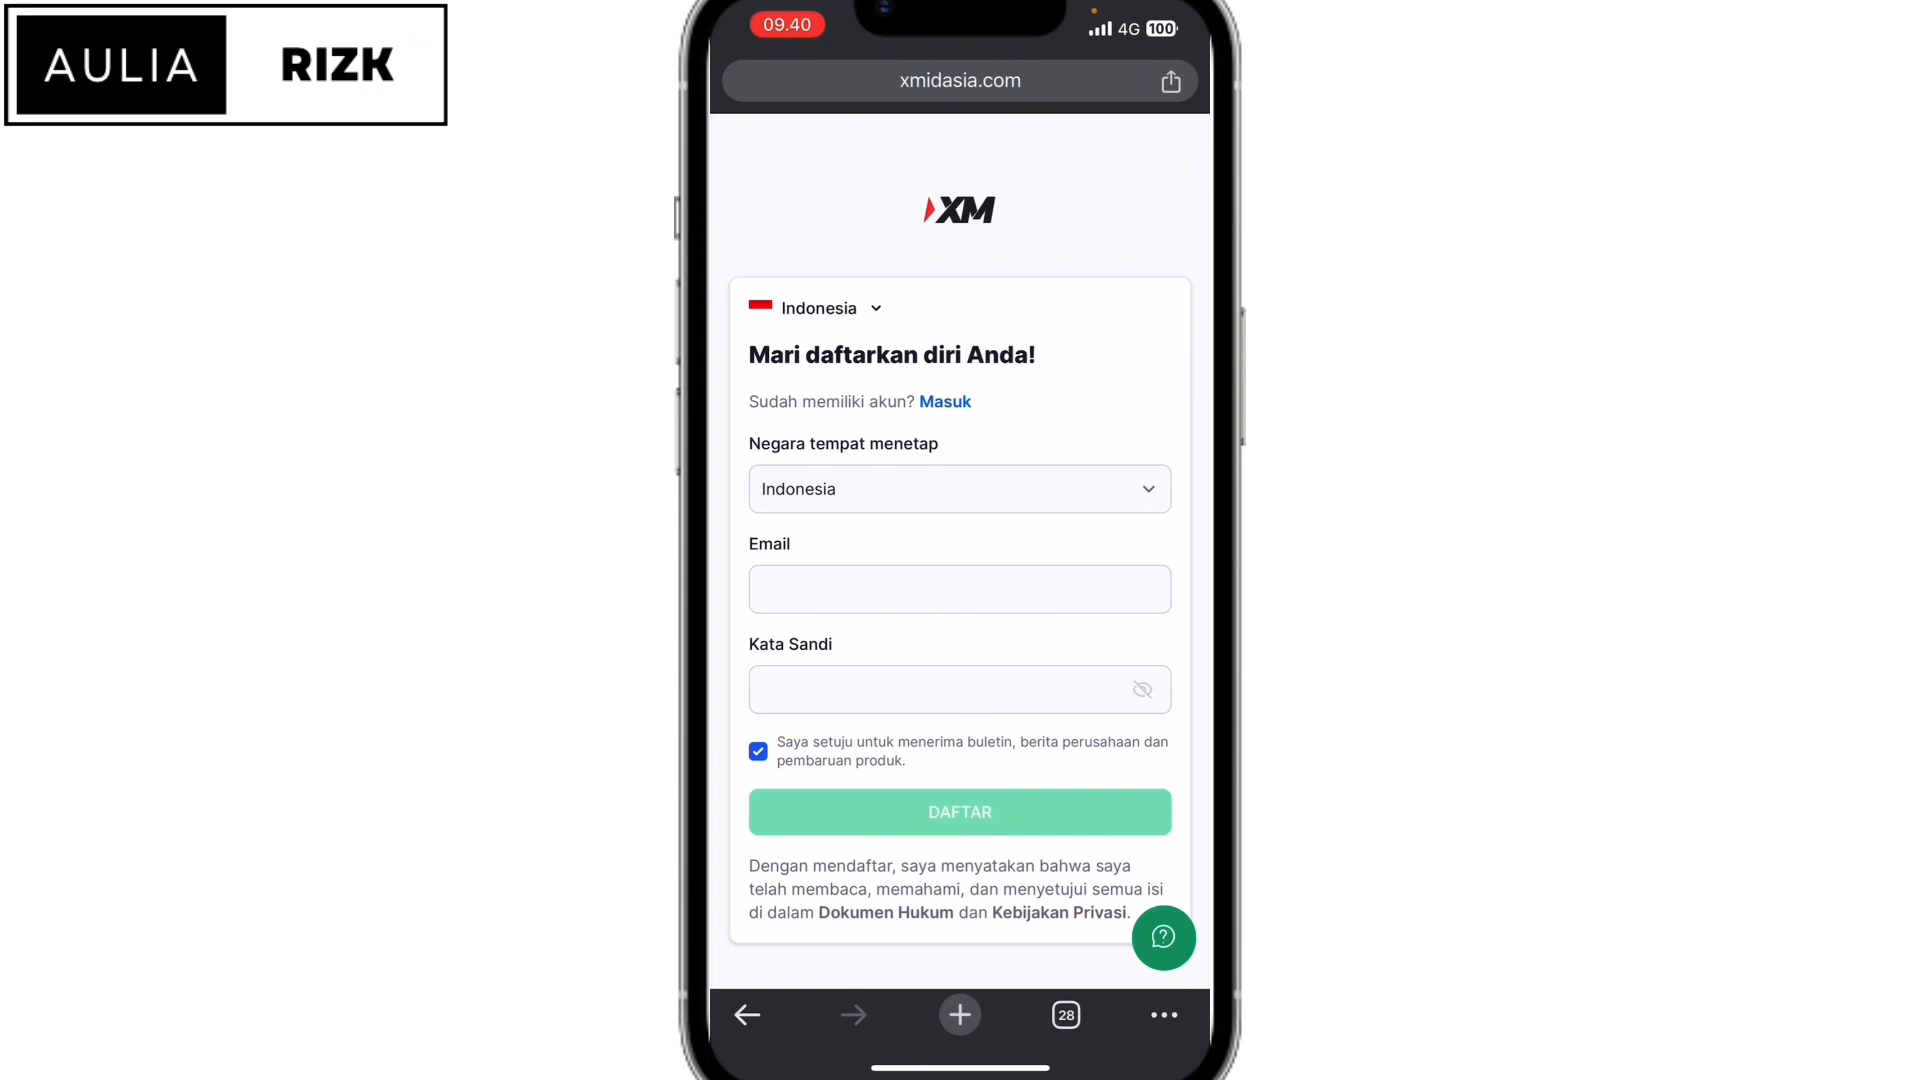 AULIA RIZK
09.40
4G 100
xmidasia.com
XM
Indonesia
Mari daftarkan diri Anda!
Sudah memiliki akun? Masuk
Negara tempat menetap
Indonesia
Email
Kata Sandi
Saya setuju untuk menerima buletin, berita perusahaan dan
pembaruan produk.
DAFTAR
Dengan mendaftar, saya menyatakan bahwa saya
telah membaca, memahami, dan menyetujui semua isi
di dalam Dokumen Hukum dan Kebijakan Privasi.
28